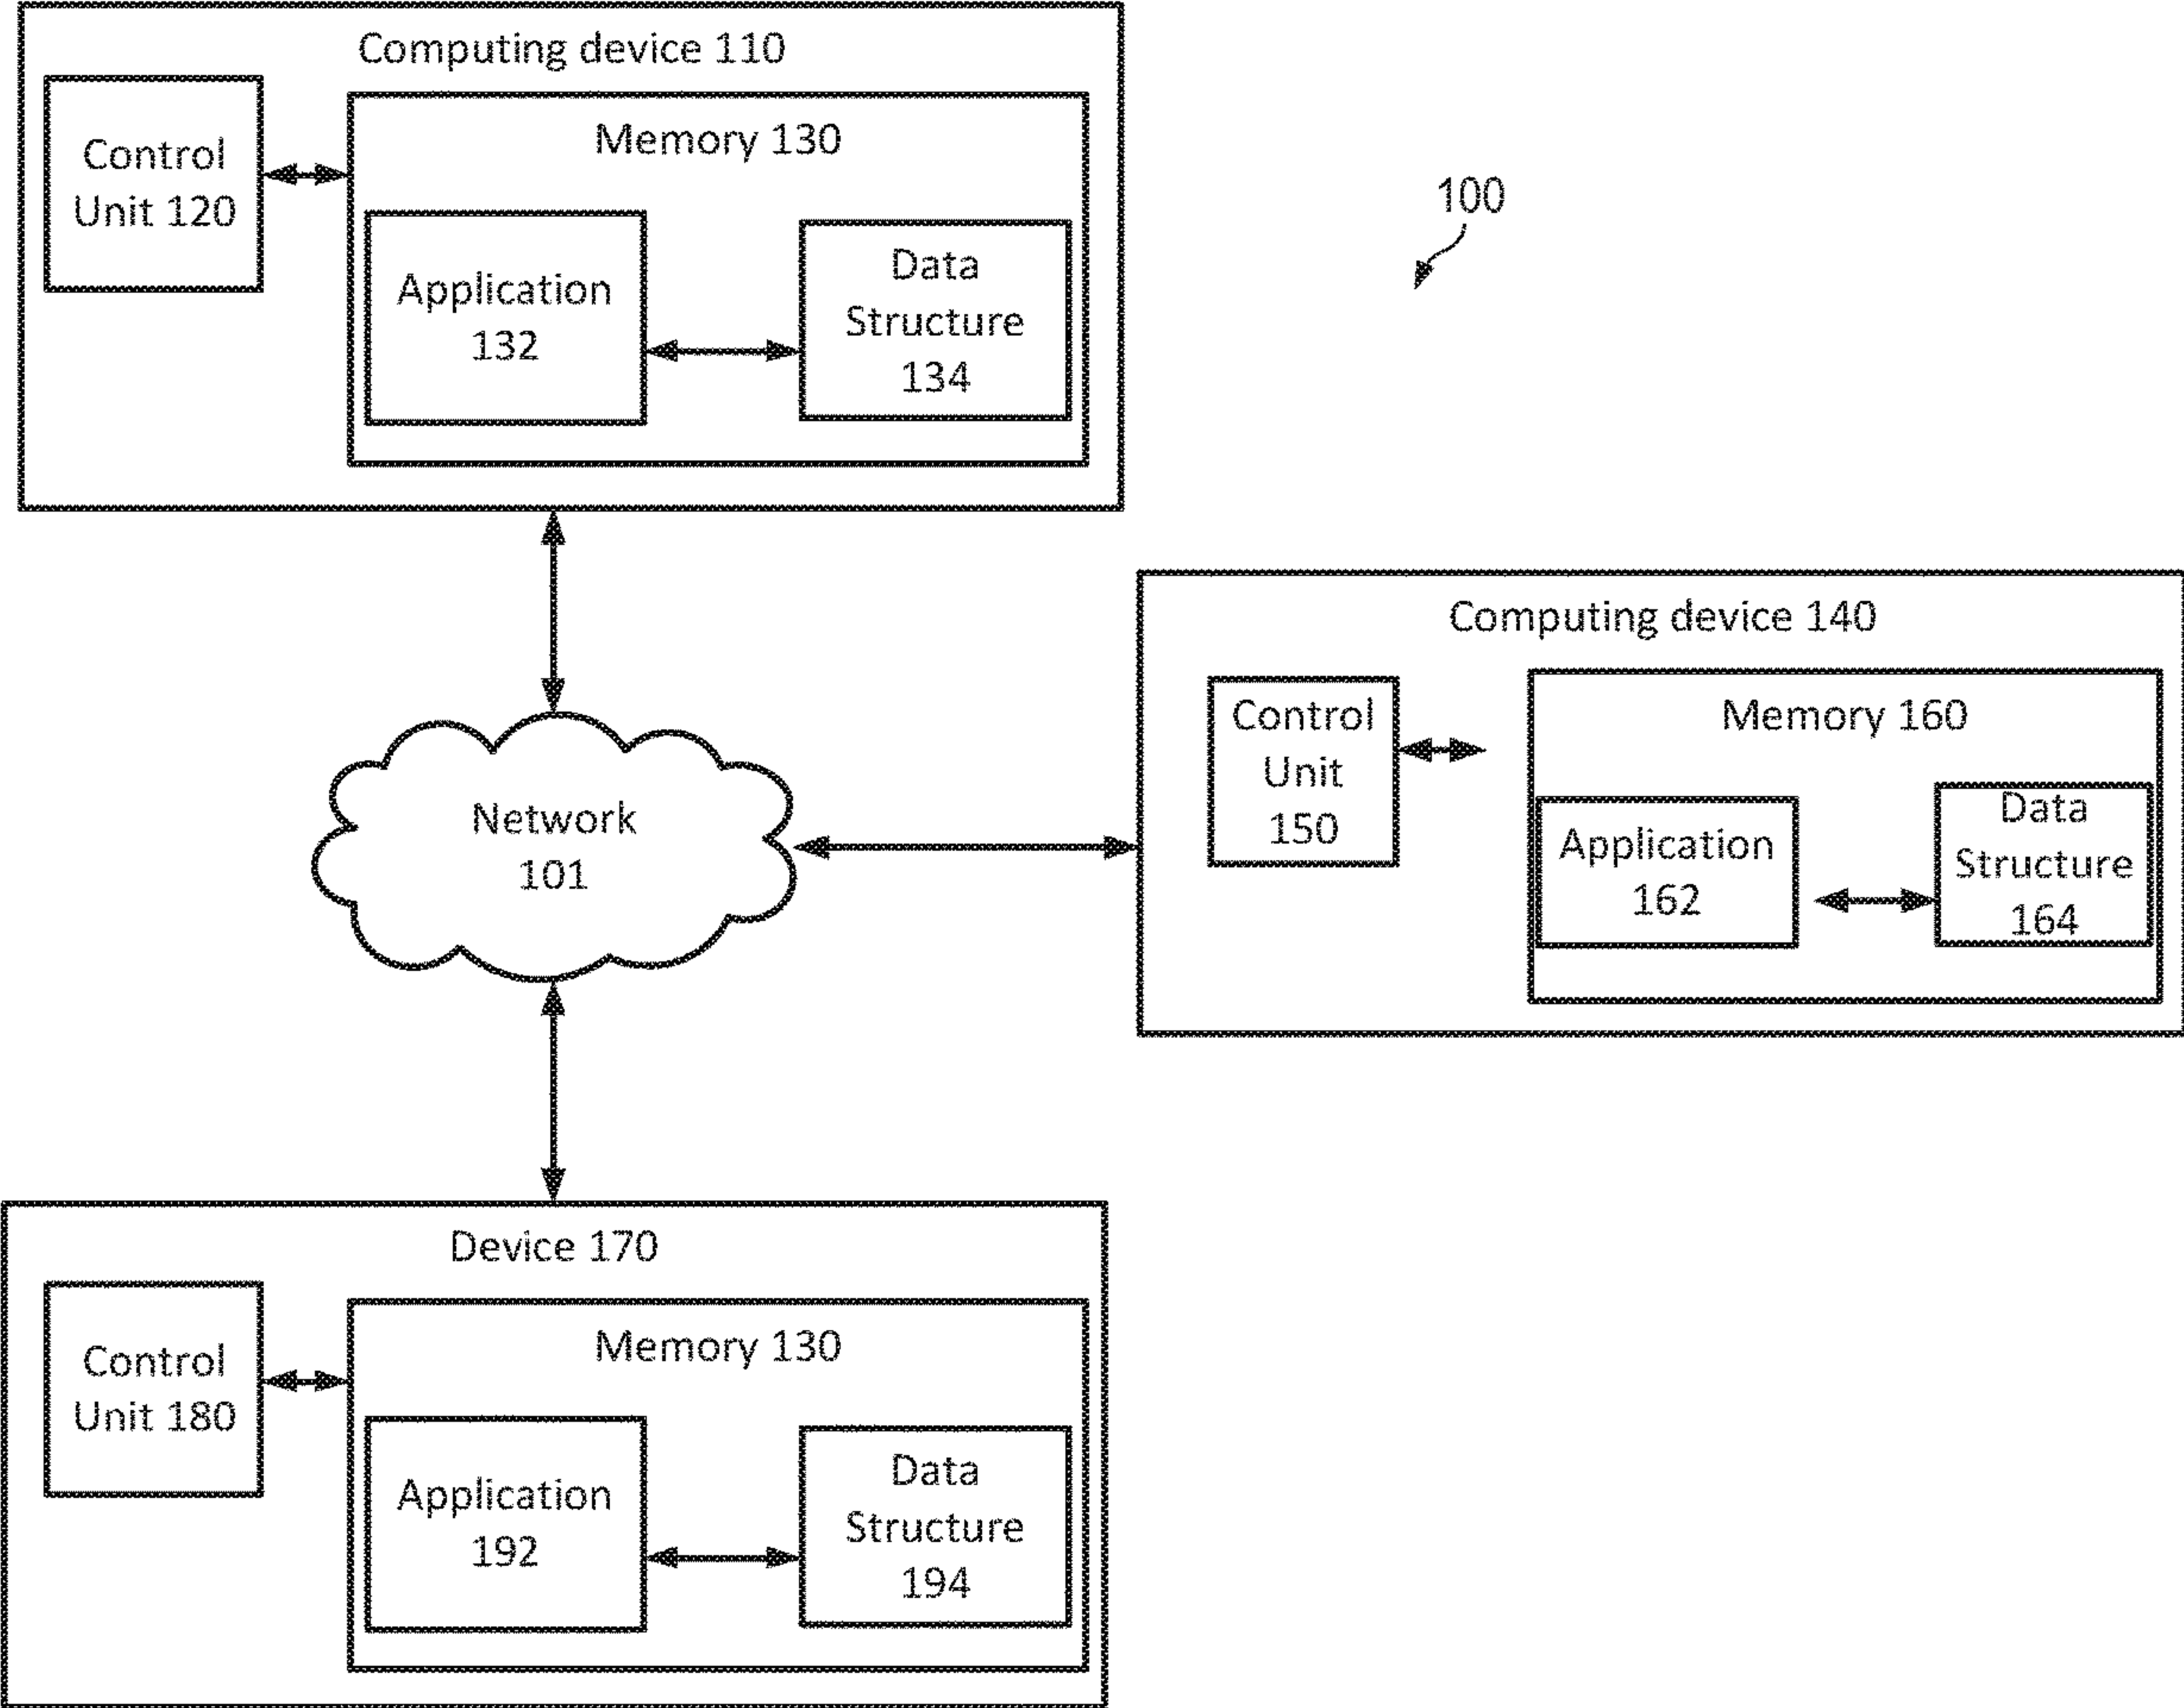 Computing device 110
Control
Unit 120
Memory 130
Application
132
Data
Structure
134
100
Computing device 140
Control
Unit
150
Memory 160
Application
162
Data
Structure
164
Network
101
Device 170
Control
Unit 180
Memory 130
Application
192
Data
Structure
194